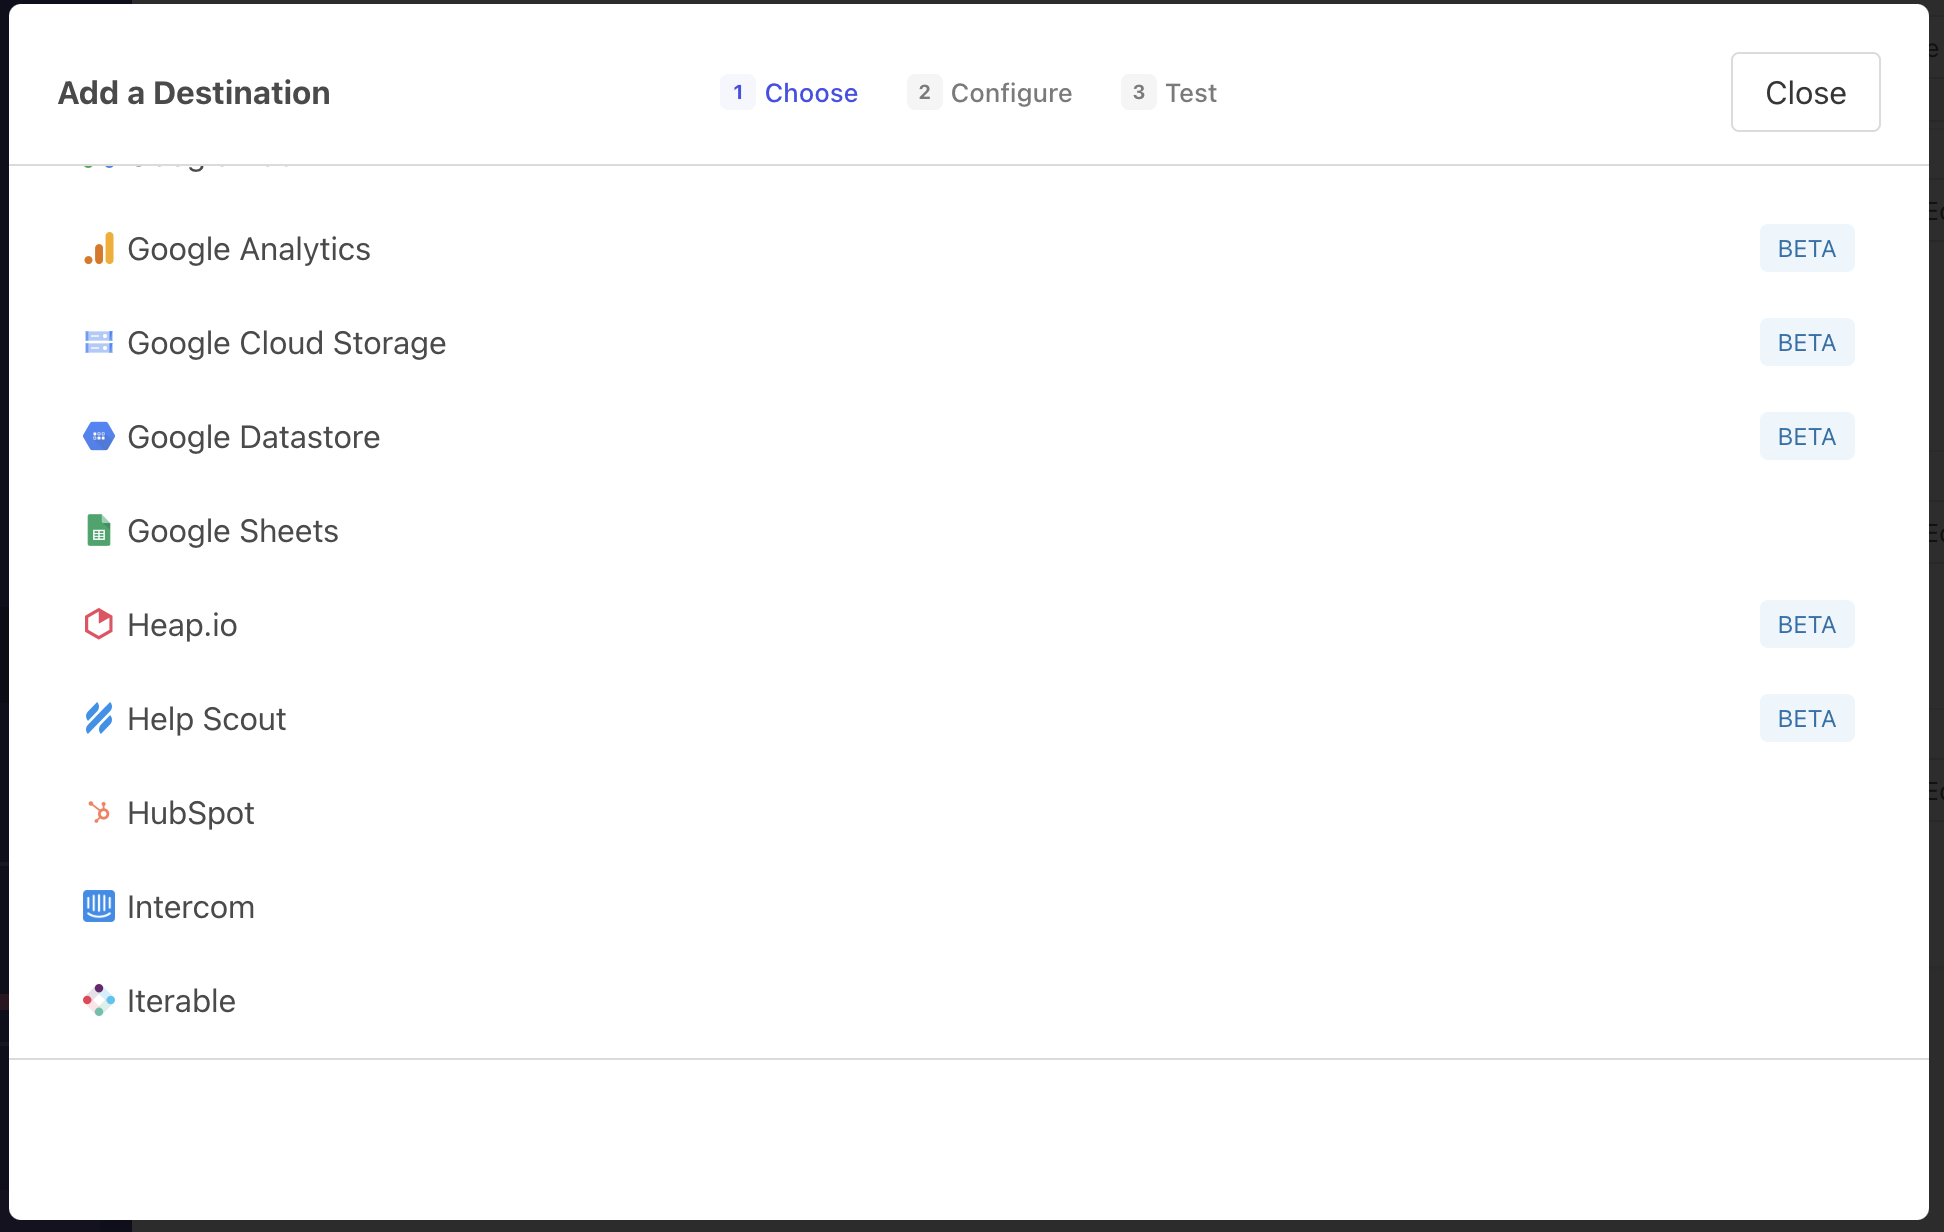 Add a Destination
1 Choose 2 Configure 3 Test
Close
Google Analytics BETA
Google Cloud Storage BETA
Google Datastore BETA
Google Sheets
Heap.io BETA
Help Scout BETA
HubSpot
Intercom
Iterable